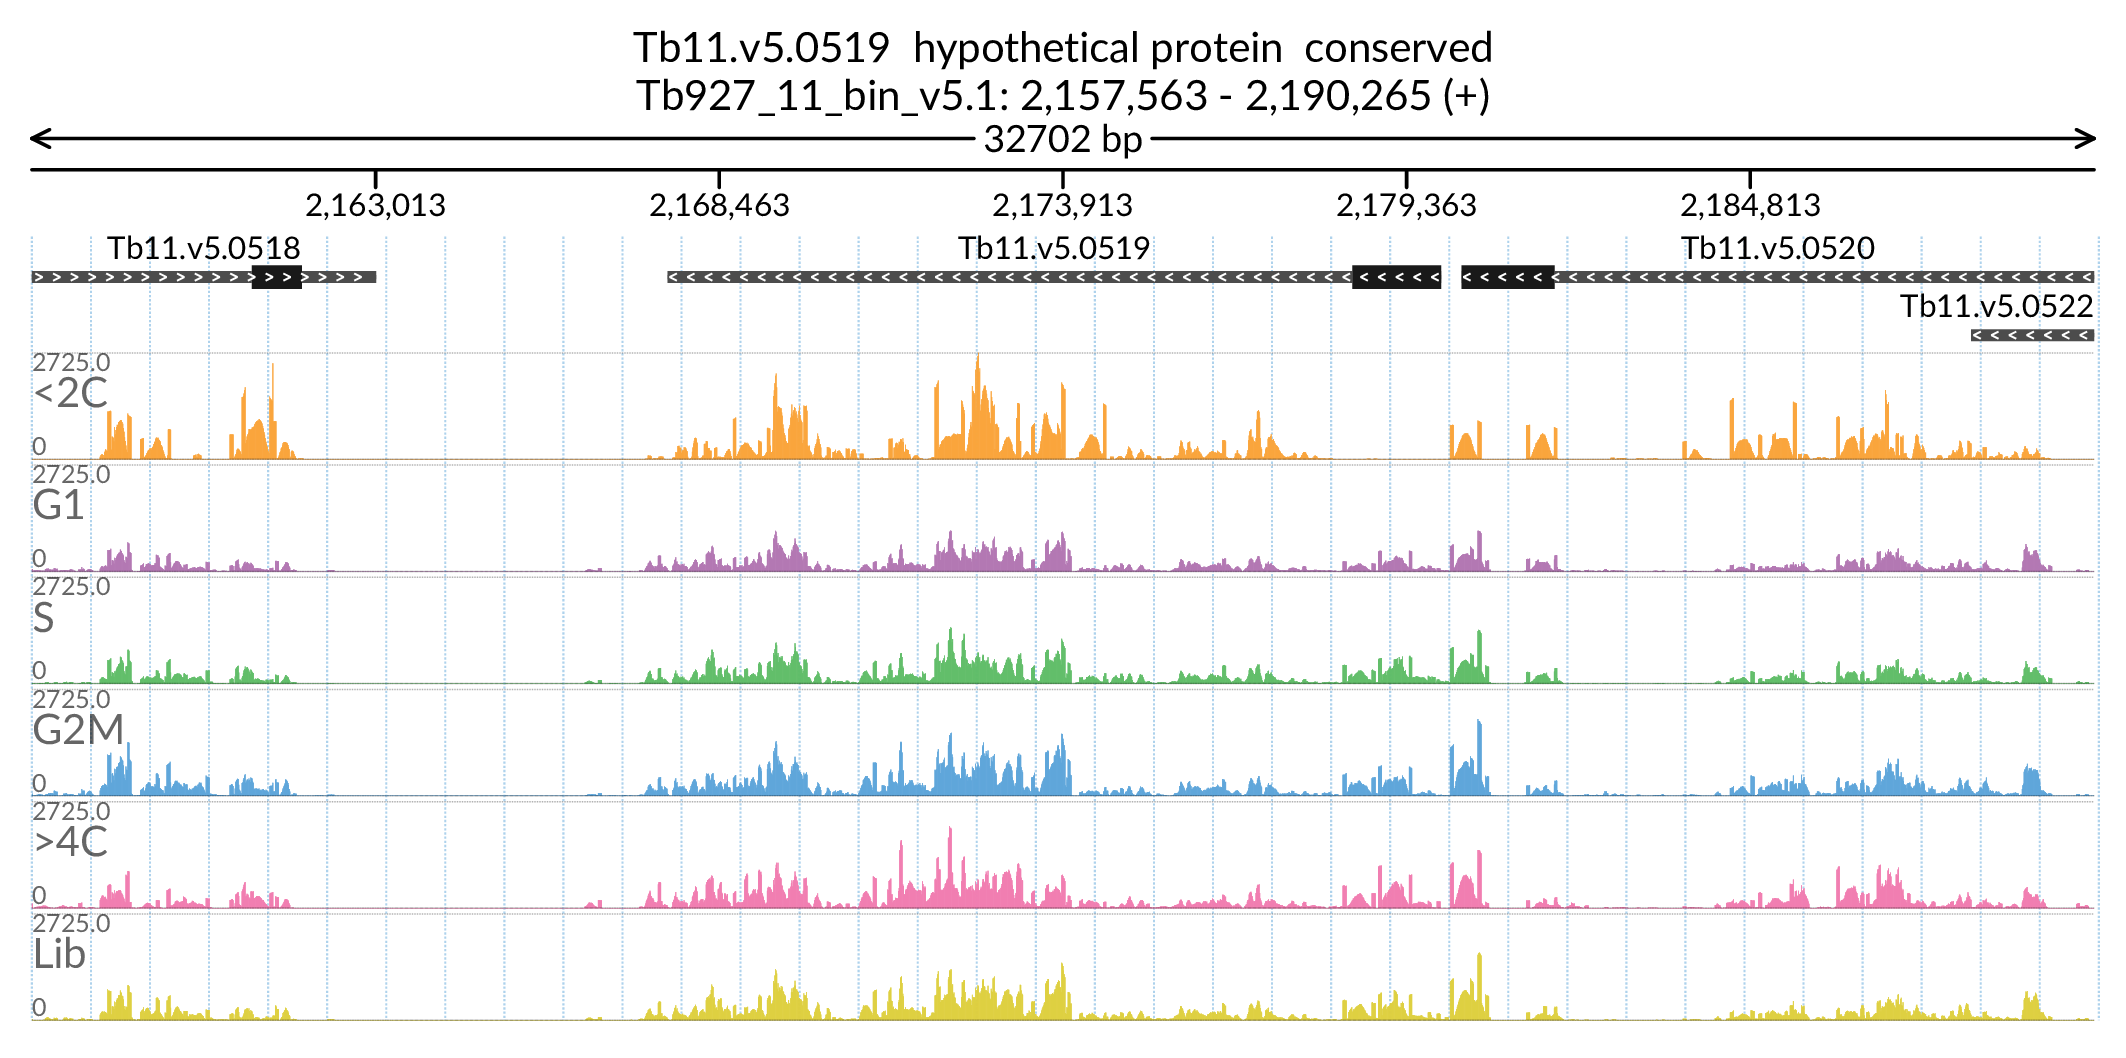 Tb11.v5.0519 hypothetical protein conserved
Tb927_11_bin_v5.1: 2,157,563 - 2,190,265 (+)
32702 bp
2,163,013 2,168,463 2,173,913 2,179,363 2,184,813
Tb11.v5.0518 Tb11.v5.0519 Tb11.v5.0520
Tb11.v5.0522
2725.0
<2C
0
2725.0
G1
0
2725.0
S
0
2725.0
G2M
0
2725.0
>4C
0
2725.0
Lib
0